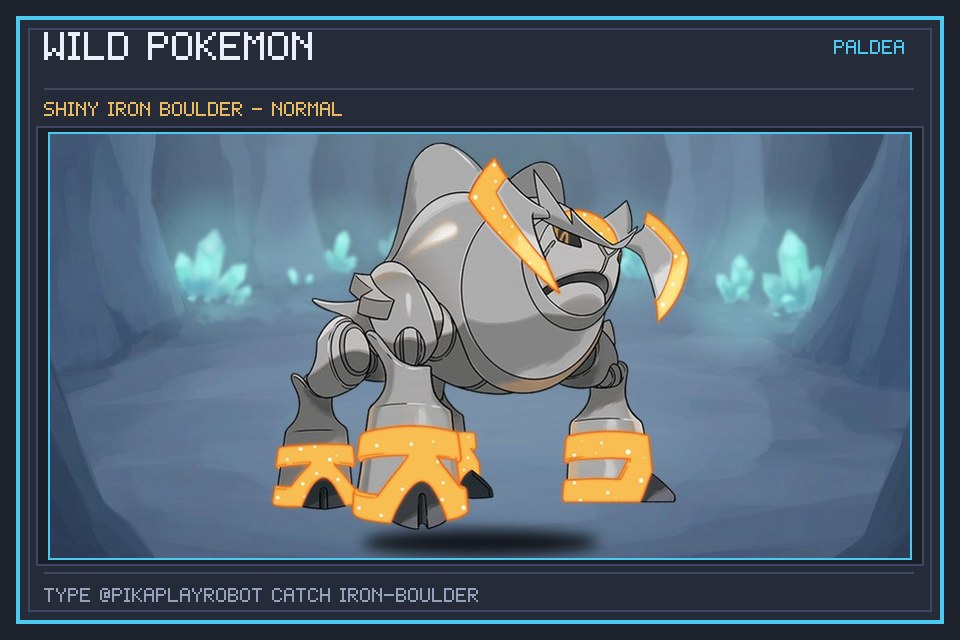 WILD POKEMON
PALDEA
SHINY IRON BOULDER - NORMAL
TYPE @PIKAPLAYROBOT CATCH IRON-BOULDER